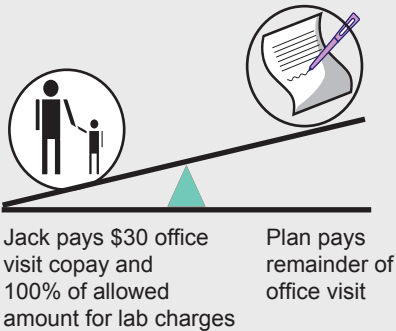 Jack pays $30 office
visit copay and
100% of allowed
amount for lab charges
Plan pays
remainder of
office visit